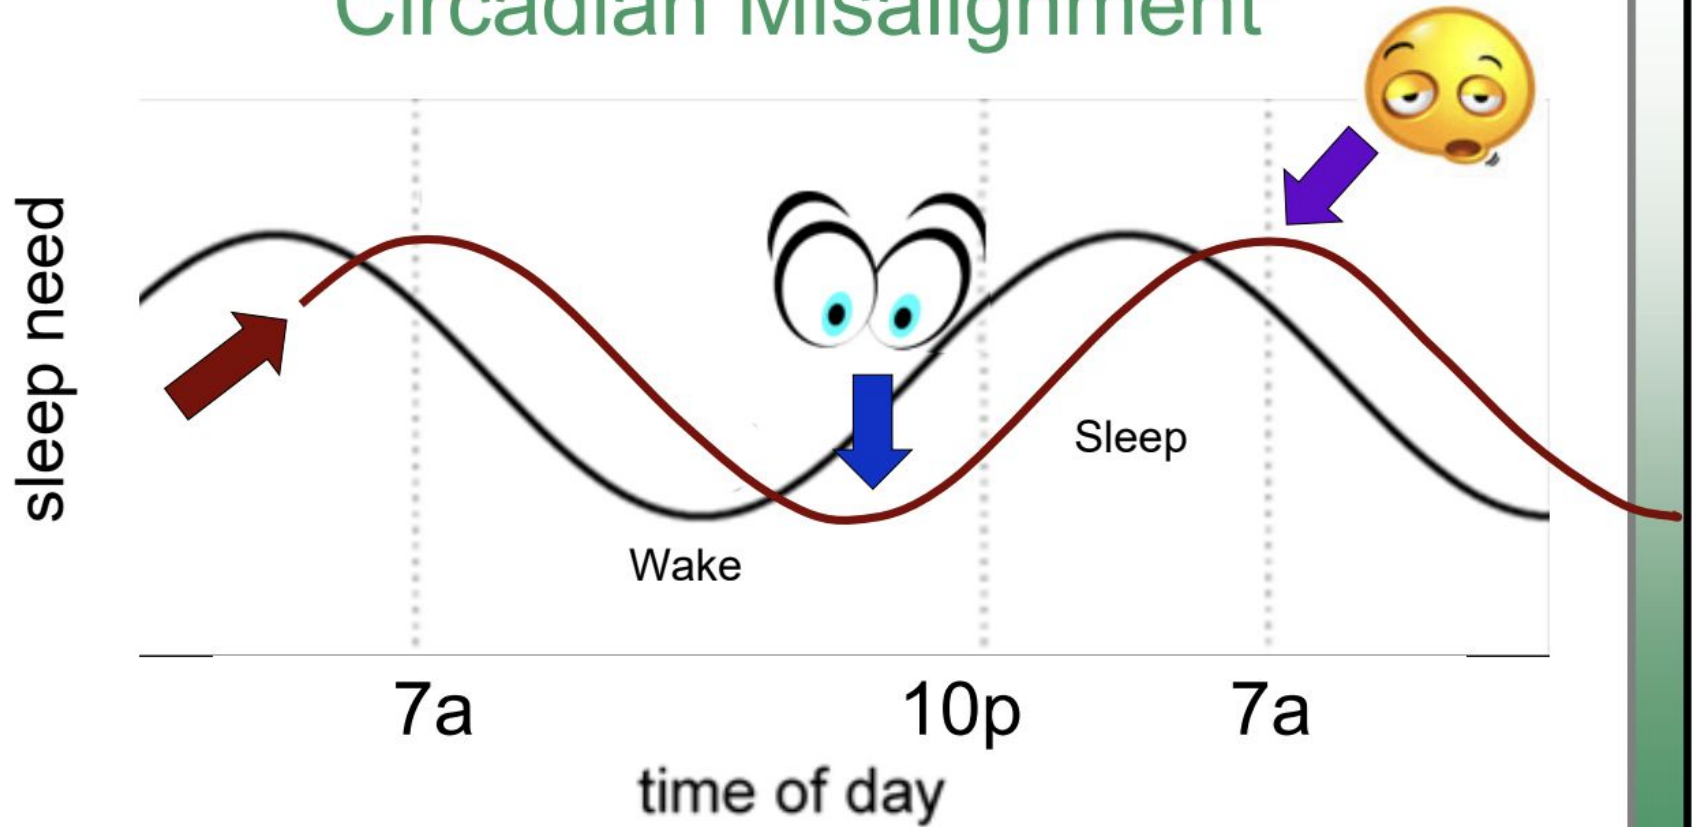 Circadian Misalignment
sleep need
Sleep
Wake
7a 10p 7a
time of day